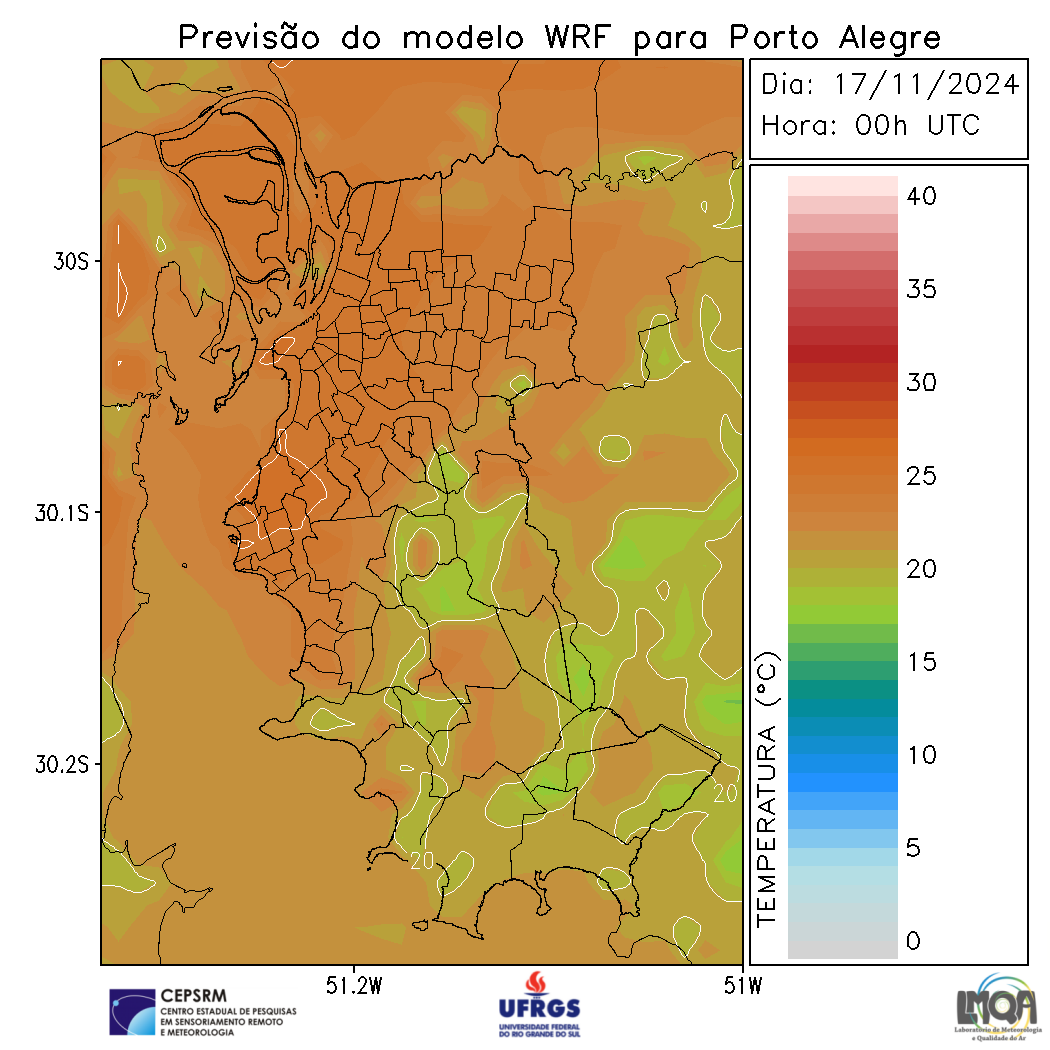 Previsão do modelo WRF para Porto Alegre
Dia: 17/11/2024
Hora: 00h UTC
30S
30.1S
30.2S
51.2W
51W
20
20
TEMPERATURA (°C)
40
35
30
25
20
15
10
5
0
CEPSRM
CENTRO ESTADUAL DE PESQUISAS
EM SENSORIAMENTO REMOTO
E METEOROLOGIA
UFRGS
UNIVERSIDADE FEDERAL
DO RIO GRANDE DO SUL
LMQA
Laboratório de Meteorologia
e Qualidade do Ar